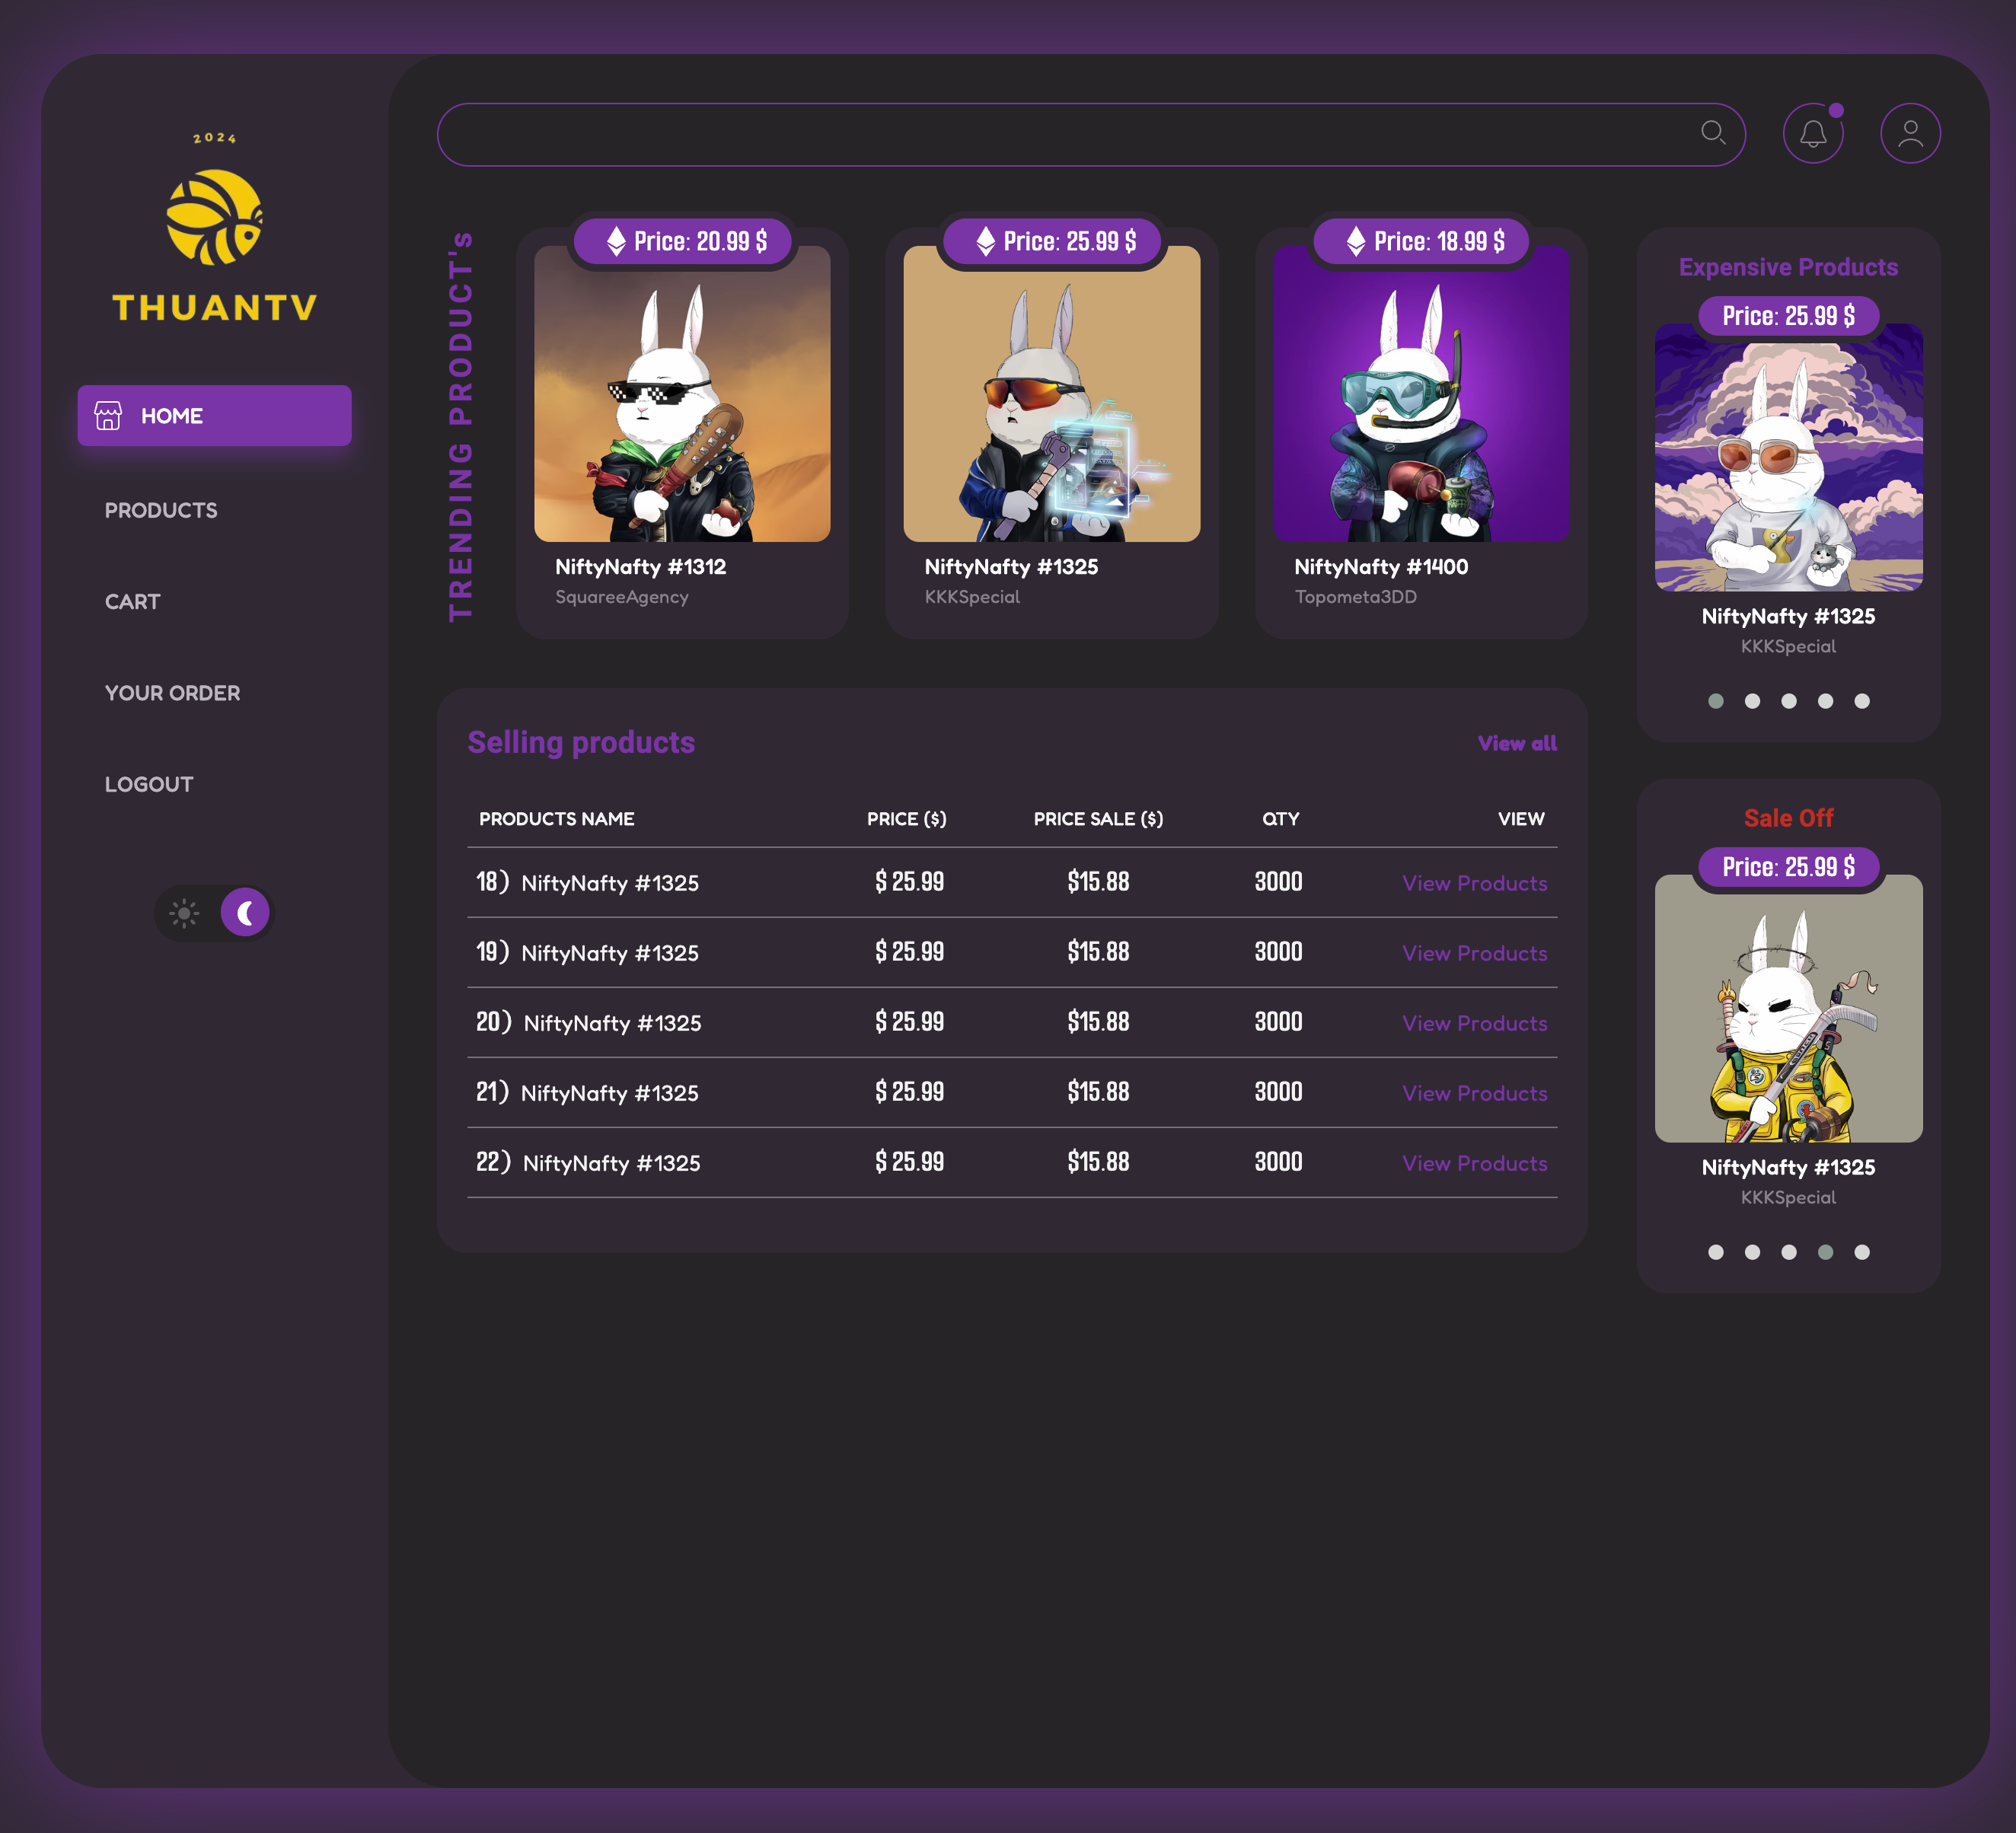 2024
THUANTV
HOME
PRODUCTS
CART
YOUR ORDER
LOGOUT
TRENDING PRODUCT's
Price: 20.99 $
NiftyNafty #1312
SquareeAgency
Price: 25.99 $
NiftyNafty #1325
KKKSpecial
Price: 18.99 $
NiftyNafty #1400
Topometa3DD
Expensive Products
Price: 25.99 $
NiftyNafty #1325
KKKSpecial
Selling products View all
PRODUCTS NAME PRICE ($) PRICE SALE ($) QTY VIEW
18) NiftyNafty #1325 $ 25.99 $15.88 3000 View Products
19) NiftyNafty #1325 $ 25.99 $15.88 3000 View Products
20) NiftyNafty #1325 $ 25.99 $15.88 3000 View Products
21) NiftyNafty #1325 $ 25.99 $15.88 3000 View Products
22) NiftyNafty #1325 $ 25.99 $15.88 3000 View Products
Sale Off
Price: 25.99 $
NiftyNafty #1325
KKKSpecial